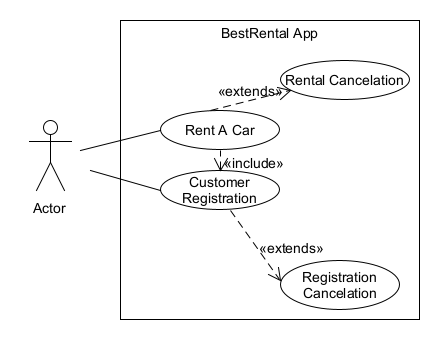 BestRental App
Rental Cancelation
«extends»
Rent A Car
«include»
Customer
Registration
Actor
«extends»
Registration
Cancelation